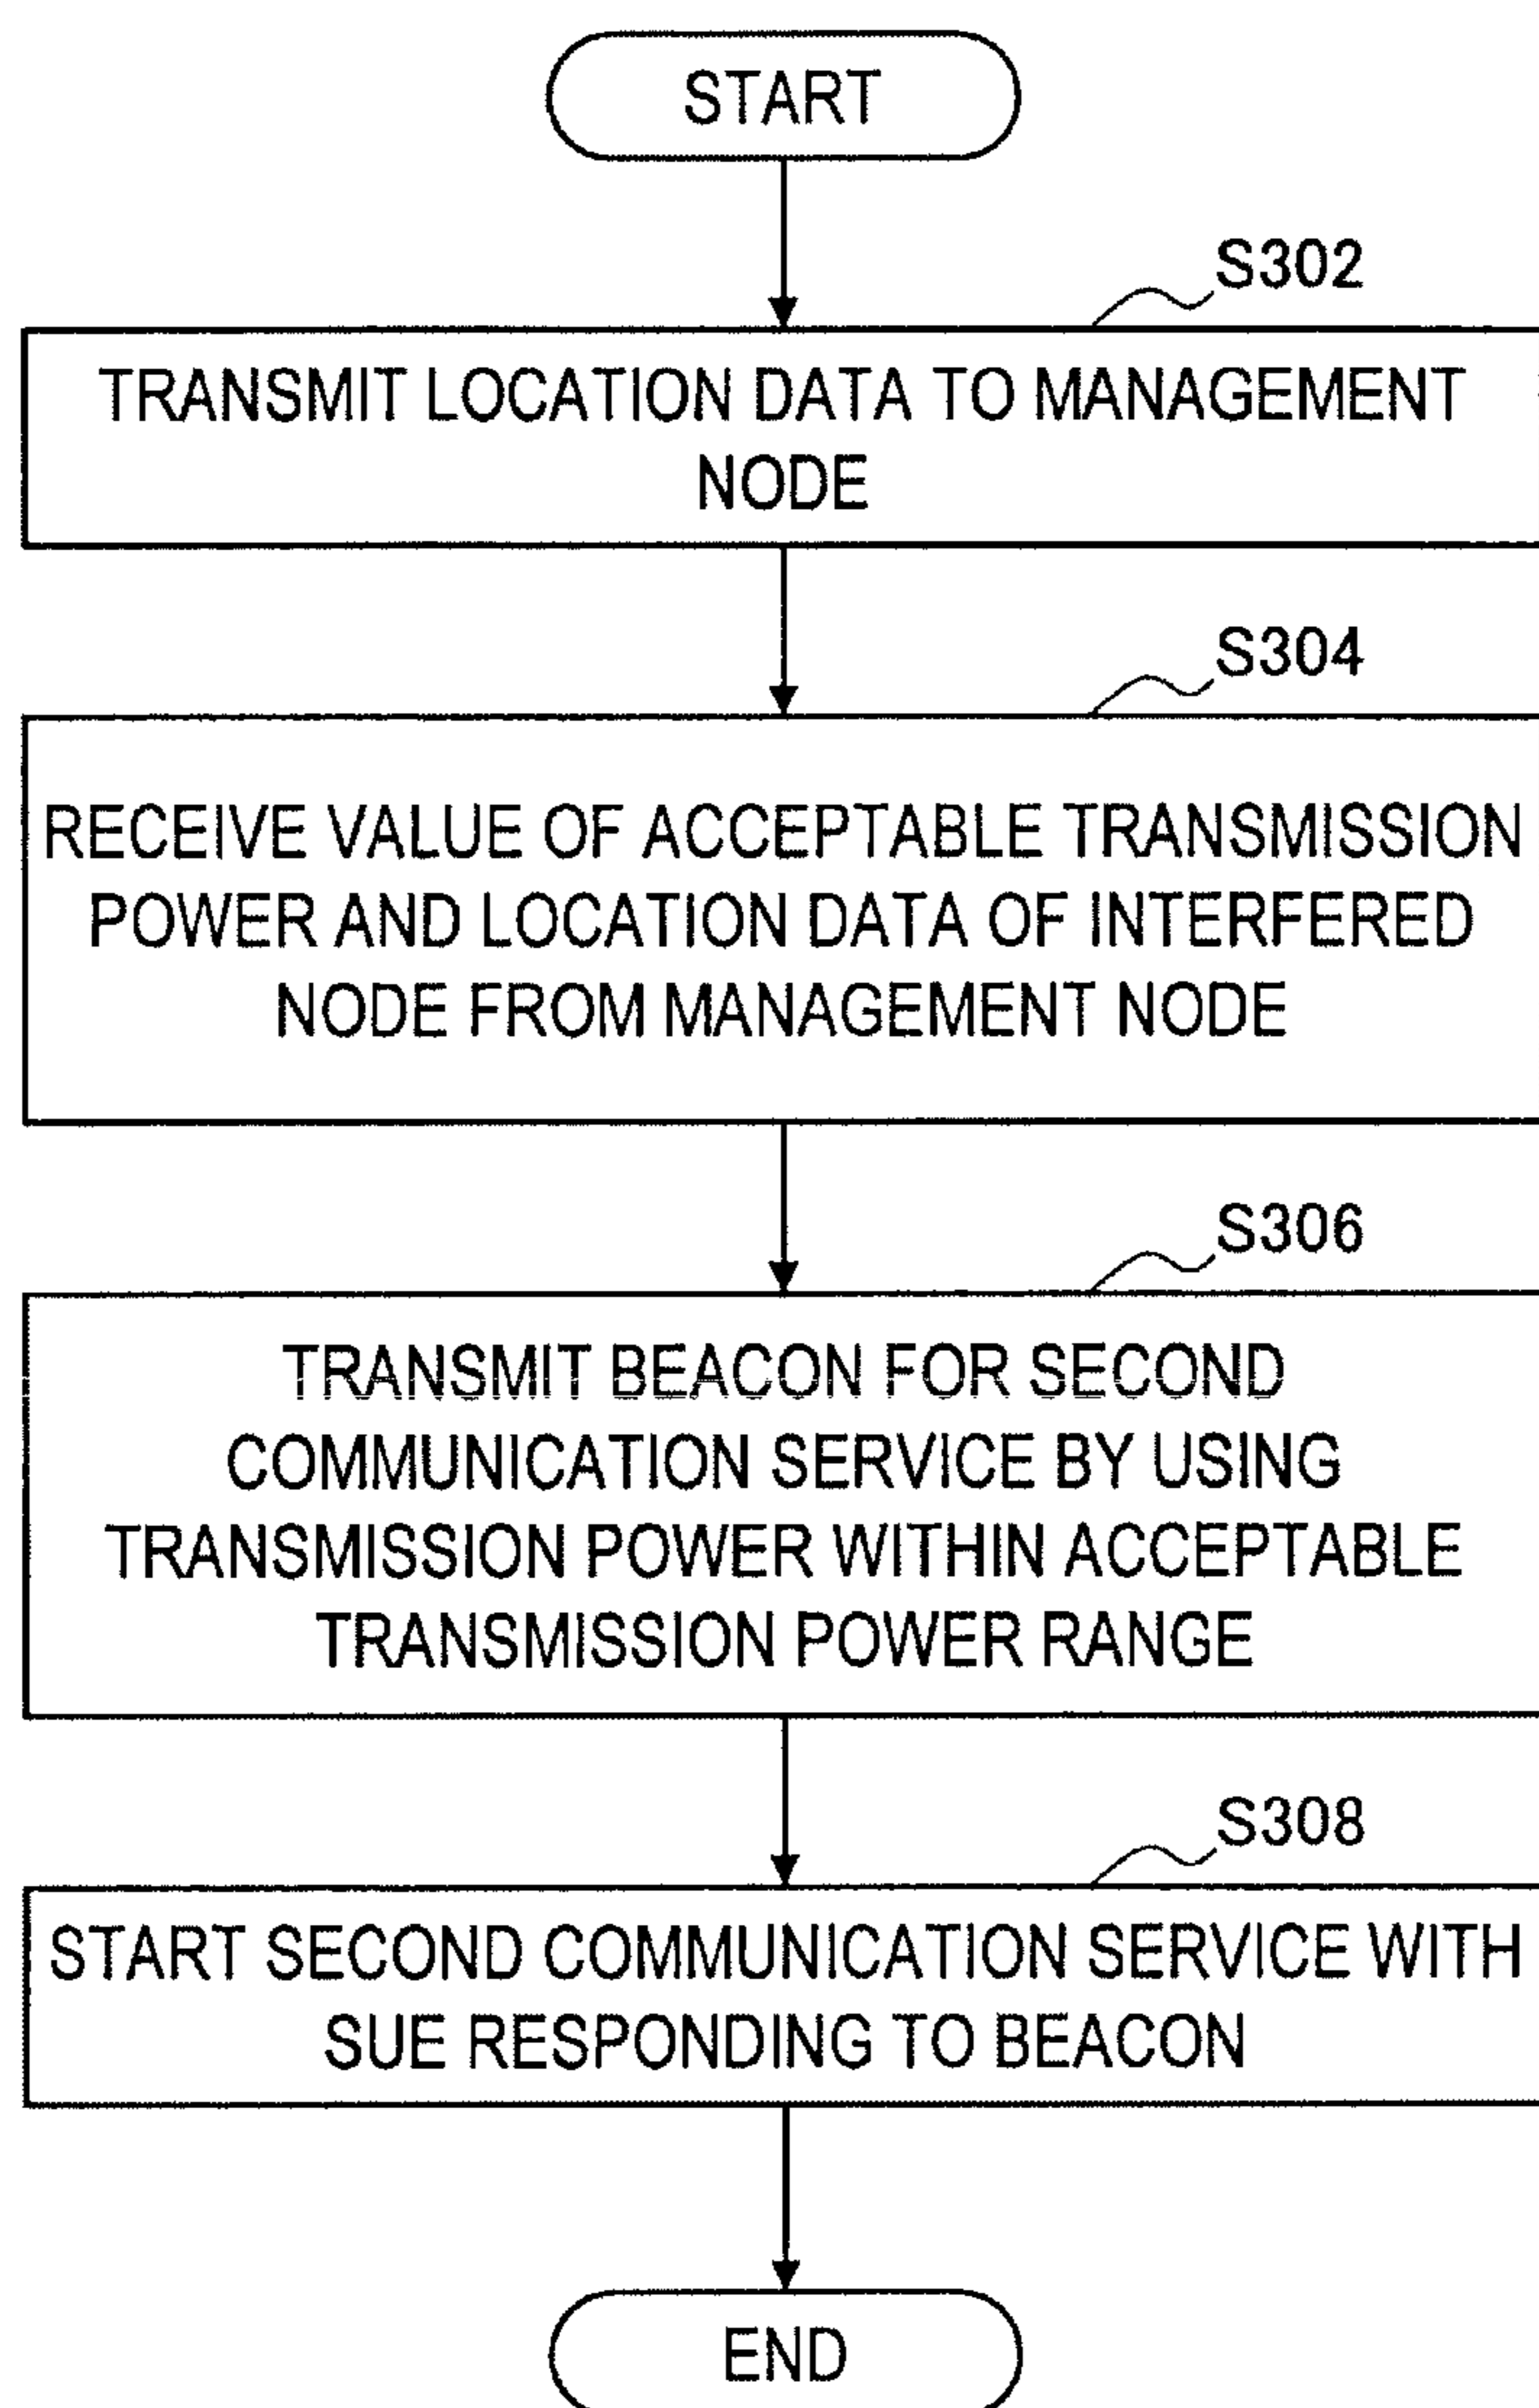 START
S302
TRANSMIT LOCATION DATA TO MANAGEMENT
NODE
S304
RECEIVE VALUE OF ACCEPTABLE TRANSMISSION
POWER AND LOCATION DATA OF INTERFERED
NODE FROM MANAGEMENT NODE
S306
TRANSMIT BEACON FOR SECOND
COMMUNICATION SERVICE BY USING
TRANSMISSION POWER WITHIN ACCEPTABLE
TRANSMISSION POWER RANGE
S308
START SECOND COMMUNICATION SERVICE WITH
SUE RESPONDING TO BEACON
END